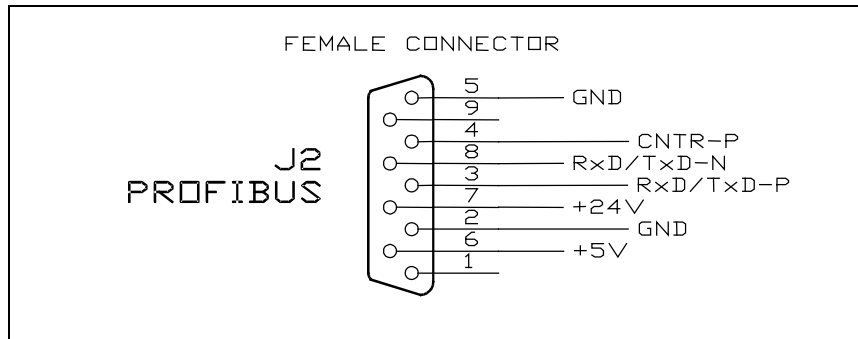 FEMALE CONNECTOR
J2
PROFIBUS
5 GND
9
4 CNTR-P
8 RxD/TxD-N
3 RxD/TxD-P
7 +24V
2 GND
6 +5V
1